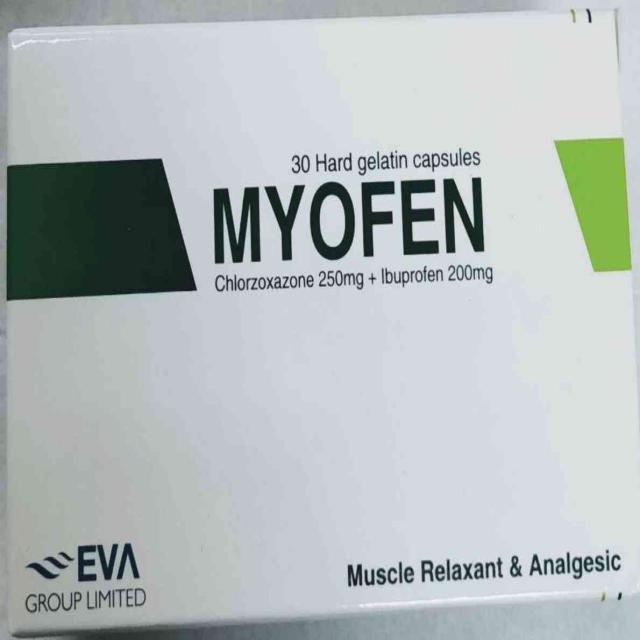 30 Hard gelatin capsules
MYOFEN
Chlorzoxazone 250mg + Ibuprofen 200mg
EVA
GROUP LIMITED
Muscle Relaxant & Analgesic